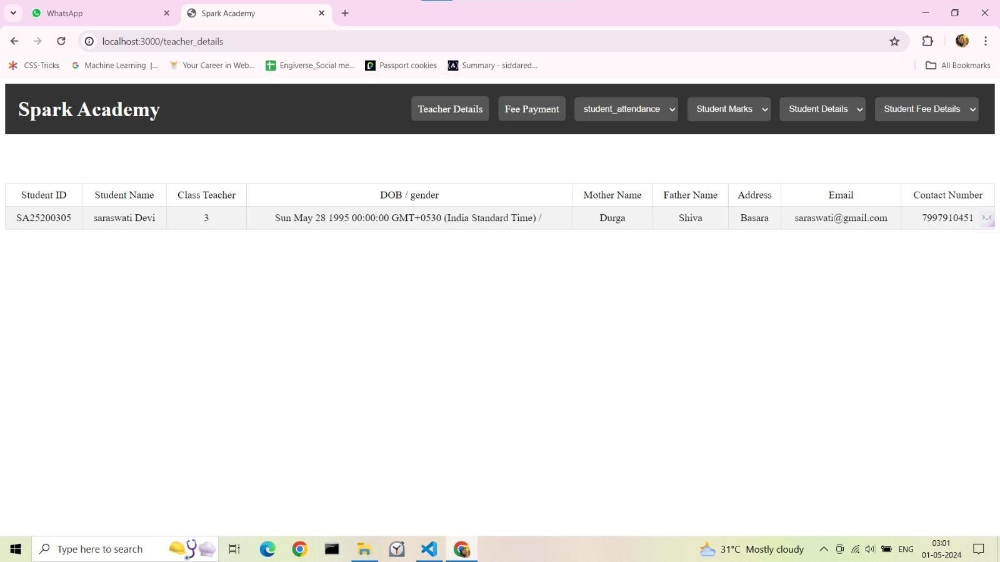 WhatsApp
Spark Academy
localhost:3000/teacher_details
CSS-Tricks Machine Learning |... Your Career in Web... Engiverse_Social me... Passport cookies Summary - siddared... All Bookmarks
Spark Academy
Teacher Details Fee Payment student_attendance Student Marks Student Details Student Fee Details
Student ID Student Name Class Teacher DOB / gender Mother Name Father Name Address Email Contact Number
SA25200305 saraswati Devi 3 Sun May 28 1995 00:00:00 GMT+0530 (India Standard Time) / Durga Shiva Basara saraswati@gmail.com 7997910451
Type here to search
31°C Mostly cloudy
ENG
03:01
01-05-2024